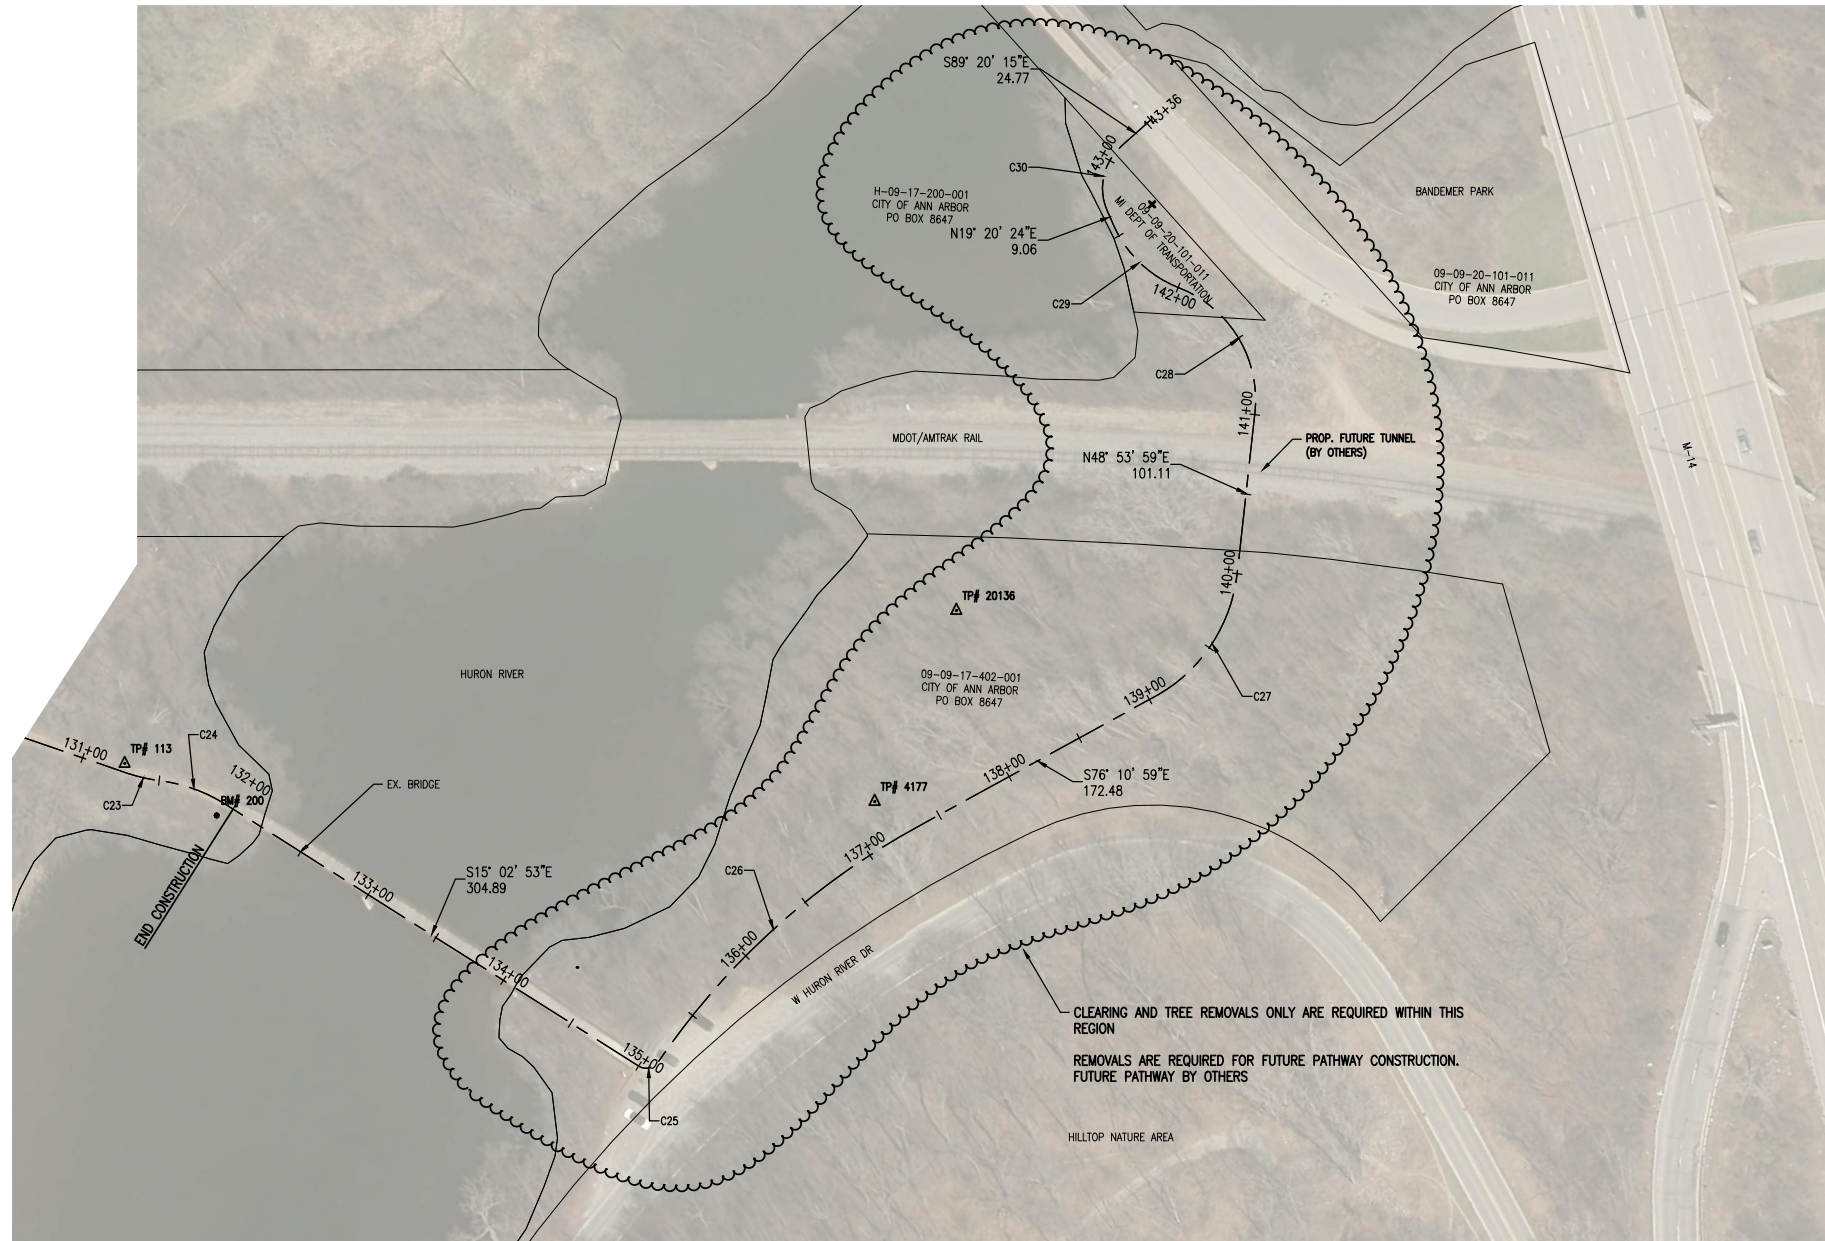 S89° 20' 15"E
24.77
143+36
143+00
C30
H-09-17-200-001
CITY OF ANN ARBOR
PO BOX 8647
N19° 20' 24"E
9.06
09-09-20-101-011
MI DEPT OF TRANSPORTATION
BANDEMER PARK
09-09-20-101-011
CITY OF ANN ARBOR
PO BOX 8647
C29
142+00
C28
141+00
MDOT/AMTRAK RAIL
PROP. FUTURE TUNNEL
(BY OTHERS)
M-14
N48° 53' 59"E
101.11
140+00
TP# 20136
HURON RIVER
09-09-17-402-001
CITY OF ANN ARBOR
PO BOX 8647
139+00
C27
131+00
TP# 113
C24
132+00
C23
BM# 200
EX. BRIDGE
138+00
S76° 10' 59"E
172.48
TP# 4177
137+00
END CONSTRUCTION
133+00
S15° 02' 53"E
304.89
C26
136+00
134+00
W HURON RIVER DR
135+00
C25
CLEARING AND TREE REMOVALS ONLY ARE REQUIRED WITHIN THIS
REGION
REMOVALS ARE REQUIRED FOR FUTURE PATHWAY CONSTRUCTION.
FUTURE PATHWAY BY OTHERS
HILLTOP NATURE AREA